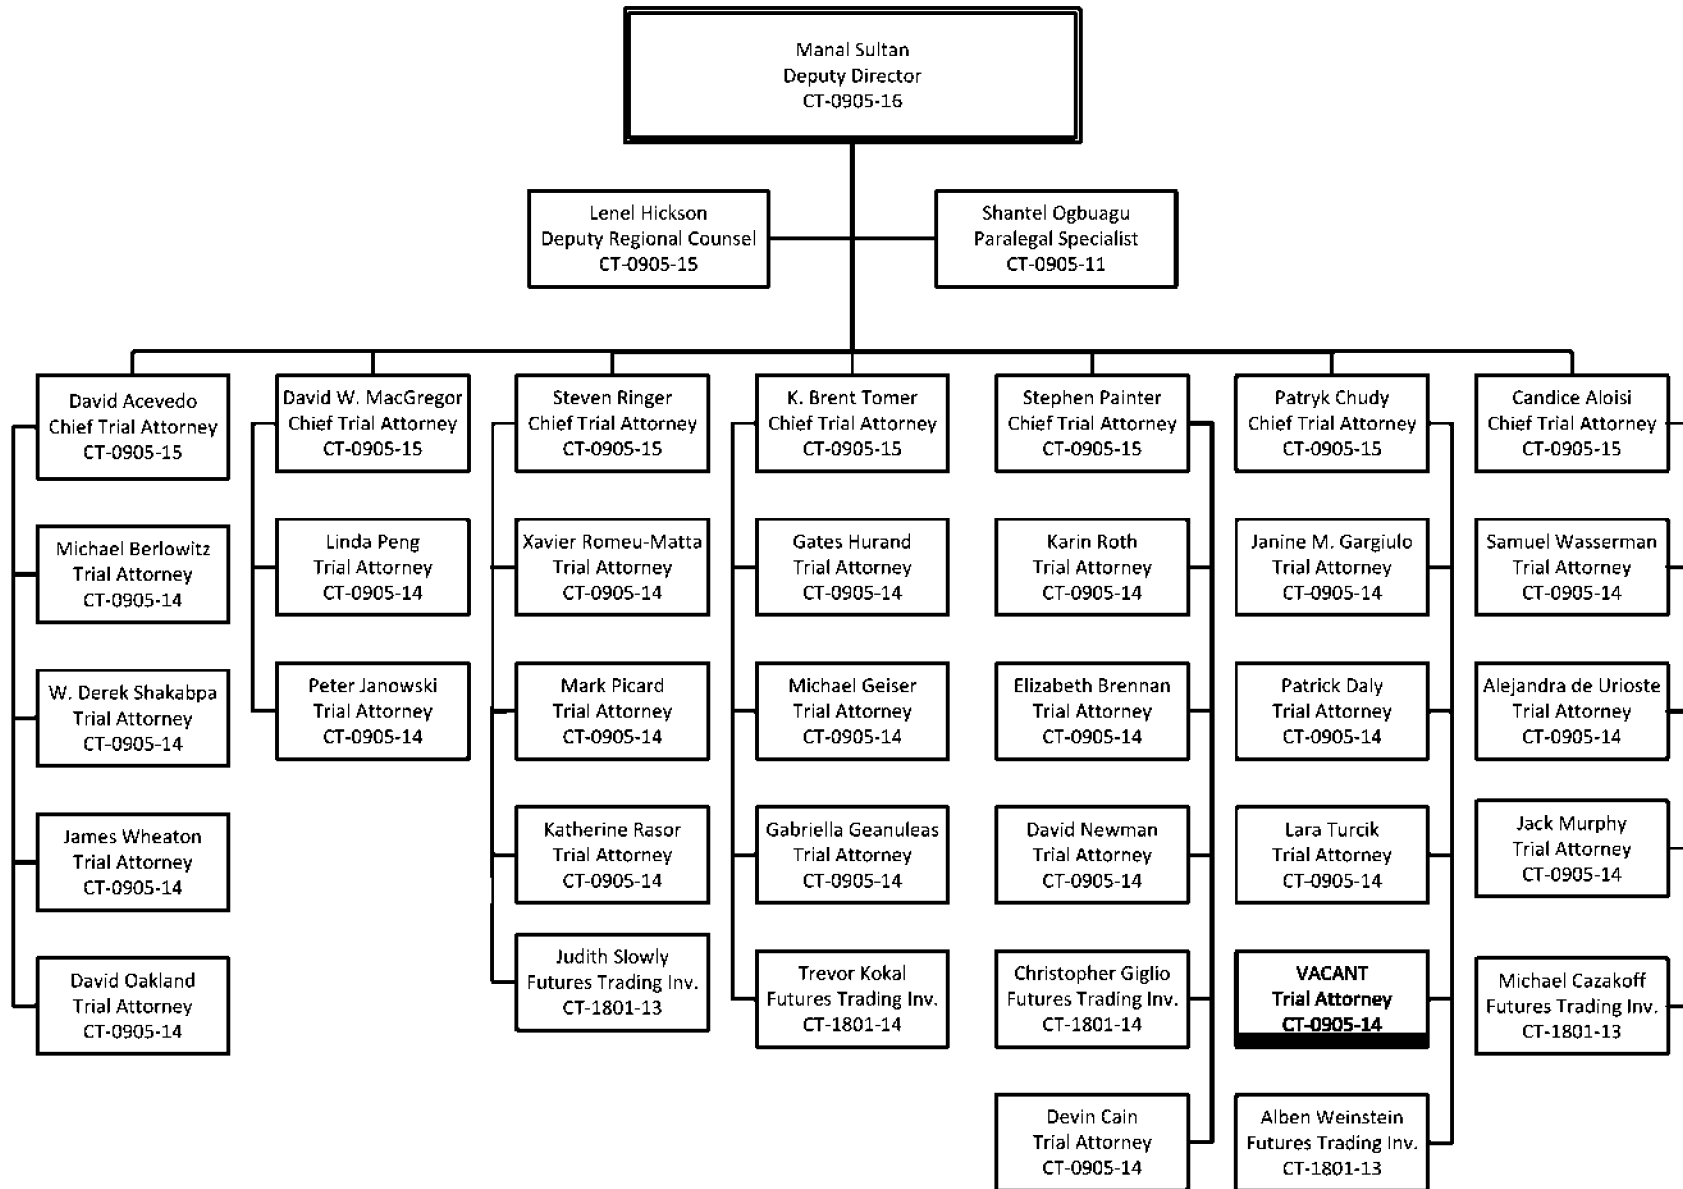 Manal Sultan
Deputy Director
CT-0905-16
Lenel Hickson
Deputy Regional Counsel
CT-0905-15
Shantel Ogbuagu
Paralegal Specialist
CT-0905-11
David Acevedo
Chief Trial Attorney
CT-0905-15
Michael Berlowitz
Trial Attorney
CT-0905-14
W. Derek Shakabpa
Trial Attorney
CT-0905-14
James Wheaton
Trial Attorney
CT-0905-14
David Oakland
Trial Attorney
CT-0905-14
David W. MacGregor
Chief Trial Attorney
CT-0905-15
Linda Peng
Trial Attorney
CT-0905-14
Peter Janowski
Trial Attorney
CT-0905-14
Steven Ringer
Chief Trial Attorney
CT-0905-15
Xavier Romeu-Matta
Trial Attorney
CT-0905-14
Mark Picard
Trial Attorney
CT-0905-14
Katherine Rasor
Trial Attorney
CT-0905-14
Judith Slowly
Futures Trading Inv.
CT-1801-13
K. Brent Tomer
Chief Trial Attorney
CT-0905-15
Gates Hurand
Trial Attorney
CT-0905-14
Michael Geiser
Trial Attorney
CT-0905-14
Gabriella Geanuleas
Trial Attorney
CT-0905-14
Trevor Kokal
Futures Trading Inv.
CT-1801-14
Stephen Painter
Chief Trial Attorney
CT-0905-15
Karin Roth
Trial Attorney
CT-0905-14
Elizabeth Brennan
Trial Attorney
CT-0905-14
David Newman
Trial Attorney
CT-0905-14
Christopher Giglio
Futures Trading Inv.
CT-1801-14
Devin Cain
Trial Attorney
CT-0905-14
Patryk Chudy
Chief Trial Attorney
CT-0905-15
Janine M. Gargiulo
Trial Attorney
CT-0905-14
Patrick Daly
Trial Attorney
CT-0905-14
Lara Turcik
Trial Attorney
CT-0905-14
VACANT
Trial Attorney
CT-0905-14
Alben Weinstein
Futures Trading Inv.
CT-1801-13
Candice Aloisi
Chief Trial Attorney
CT-0905-15
Samuel Wasserman
Trial Attorney
CT-0905-14
Alejandra de Urioste
Trial Attorney
CT-0905-14
Jack Murphy
Trial Attorney
CT-0905-14
Michael Cazakoff
Futures Trading Inv.
CT-1801-13